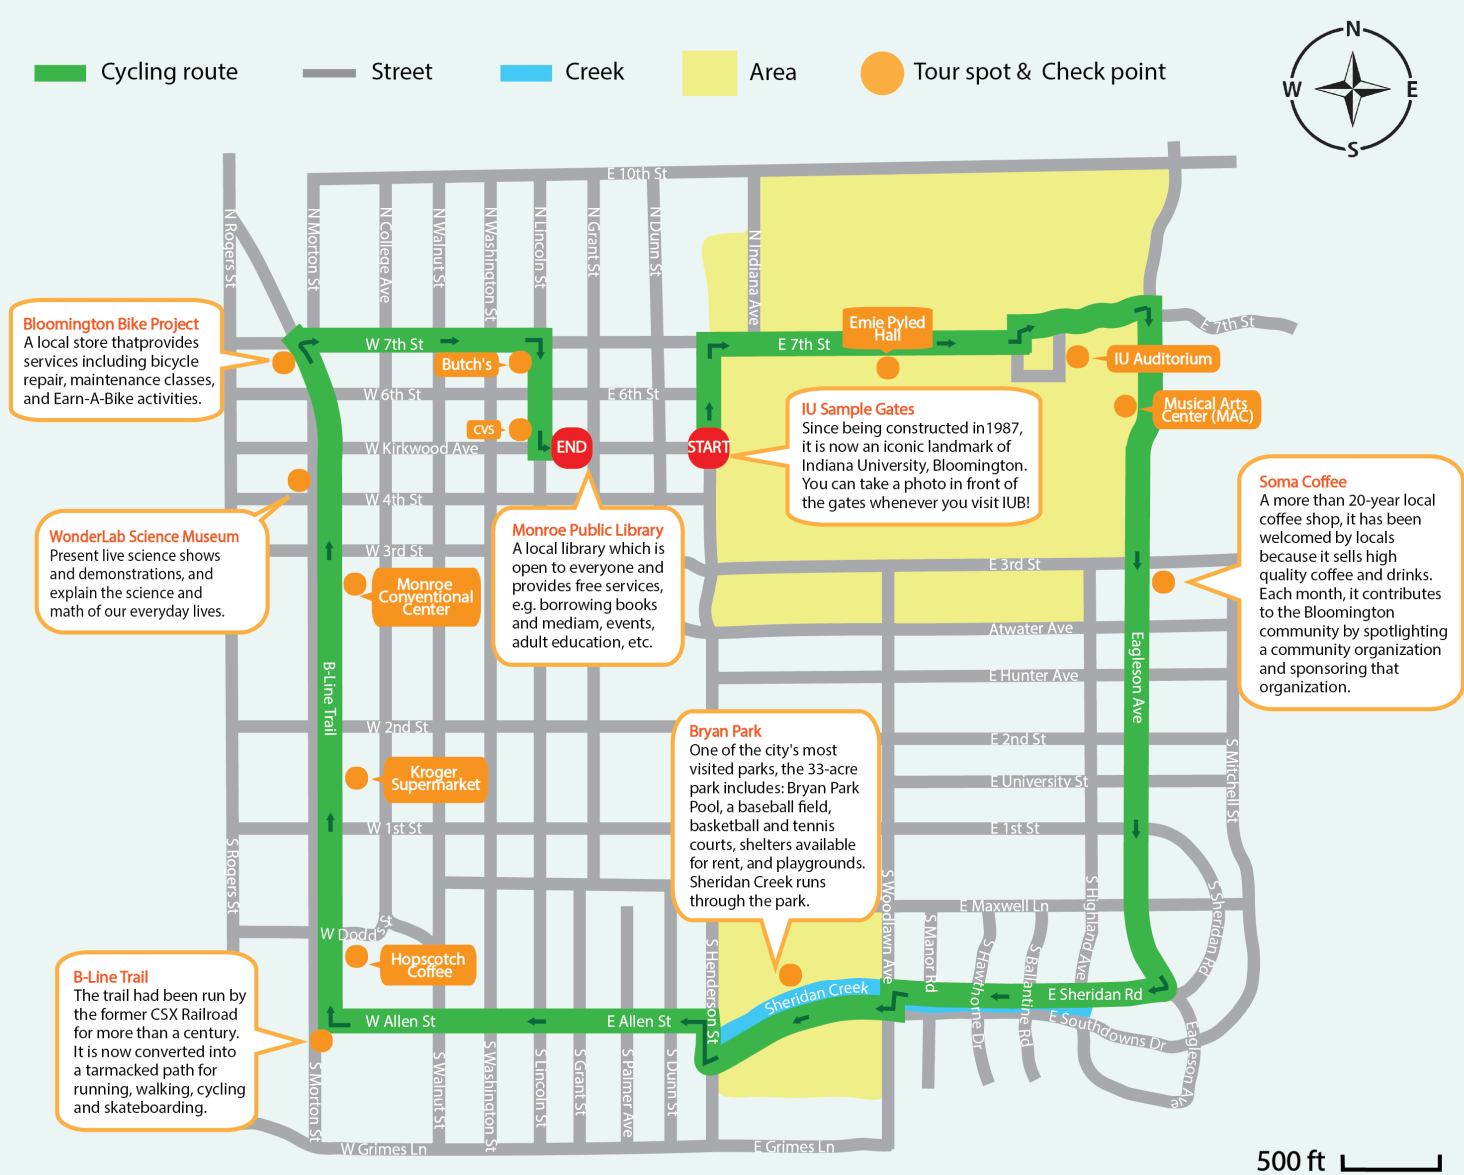 Cycling route
Street
Creek
Area
Tour spot & Check point
N
W
E
S
E 10th St
N Rogers St
N Morton St
N College Ave
N Walnut St
N Washington St
N Lincoln St
N Grant St
N Dunn St
N Indiana Ave
Bloomington Bike Project
A local store thatprovides
services including bicycle
repair, maintenance classes,
and Earn-A-Bike activities.
W 7th St
Butch's
W 6th St
E 6th St
CVS
W Kirkwood Ave
END
START
W 4th St
W 3rd St
E 7th St
Ernie Pyled
Hall
E 7th St
IU Auditorium
Musical Arts
Center (MAC)
IU Sample Gates
Since being constructed in1987,
it is now an iconic landmark of
Indiana University, Bloomington.
You can take a photo in front of
the gates whenever you visit IUB!
Soma Coffee
A more than 20-year local
coffee shop, it has been
welcomed by locals
because it sells high
quality coffee and drinks.
Each month, it contributes
to the Bloomington
community by spotlighting
a community organization
and sponsoring that
organization.
WonderLab Science Museum
Present live science shows
and demonstrations, and
explain the science and
math of our everyday lives.
Monroe
Conventional
Center
Monroe Public Library
A local library which is
open to everyone and
provides free services,
e.g. borrowing books
and mediam, events,
adult education, etc.
E 3rd St
Atwater Ave
E Hunter Ave
Eagleson Ave
B-Line Trail
W 2nd St
E 2nd St
E University St
S Mitchell St
Kroger
Supermarket
W 1st St
E 1st St
Bryan Park
One of the city's most
visited parks, the 33-acre
park includes: Bryan Park
Pool, a baseball field,
basketball and tennis
courts, shelters available
for rent, and playgrounds.
Sheridan Creek runs
through the park.
S Rogers St
W Dodds St
Hopscotch
Coffee
S Henderson St
S Woodlawn Ave
E Maxwell Ln
S Manor Rd
S Hawthorne Dr
S Ballantine Rd
S Highland Ave
S Sheridan Rd
Sheridan Creek
E Sheridan Rd
E Southdowns Dr
Eagleson Ave
B-Line Trail
The trail had been run by
the former CSX Railroad
for more than a century.
It is now converted into
a tarmacked path for
running, walking, cycling
and skateboarding.
W Allen St
E Allen St
S Morton St
S Walnut St
S Washington St
S Lincoln St
S Grant St
S Palmer Ave
S Dunn St
W Grimes Ln
E Grimes Ln
500 ft